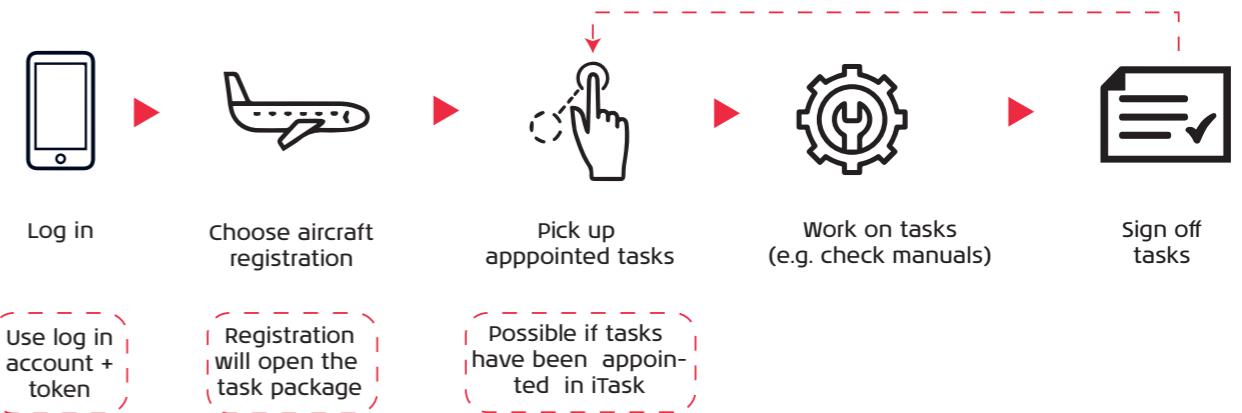 Log in
Choose aircraft
registration
Pick up
apppointed tasks
Work on tasks
(e.g. check manuals)
Sign off
tasks
Use log in
account +
token
Registration
will open the
task package
Possible if tasks
have been appoin-
ted in iTask